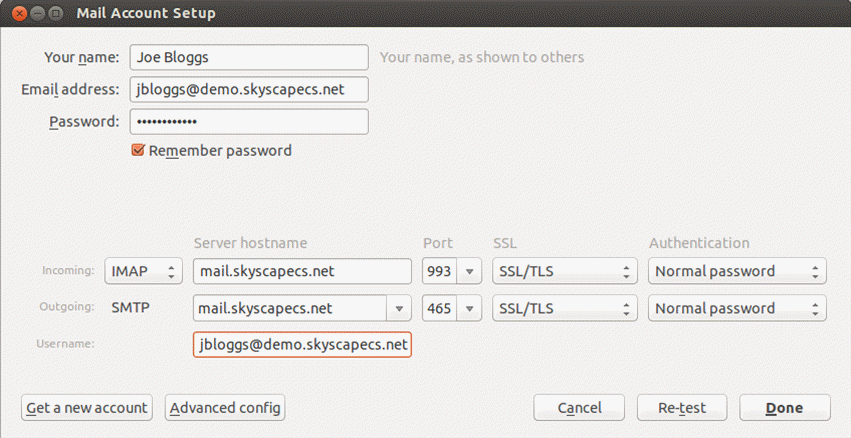 Mail Account Setup
Your name: Joe Bloggs Your name, as shown to others
Email address: jbloggs@demo.skyscapecs.net
Password: ••••••••••••
Remember password
Server hostname Port SSL Authentication
Incoming: IMAP mail.skyscapecs.net 993 SSL/TLS Normal password
Outgoing: SMTP mail.skyscapecs.net 465 SSL/TLS Normal password
Username: jbloggs@demo.skyscapecs.net
Get a new account Advanced config Cancel Re-test Done